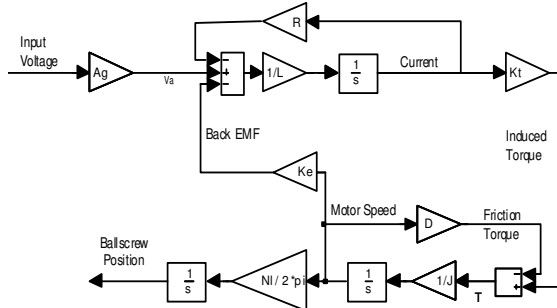 R
Input
Voltage
Ag
Va
1/L
1
s
Current
Kt
Back EMF
Induced
Torque
Ke
Motor Speed
D
Friction
Torque
Ballscrew
Position
1
s
Nl / 2 *pi
1
s
1/J
T